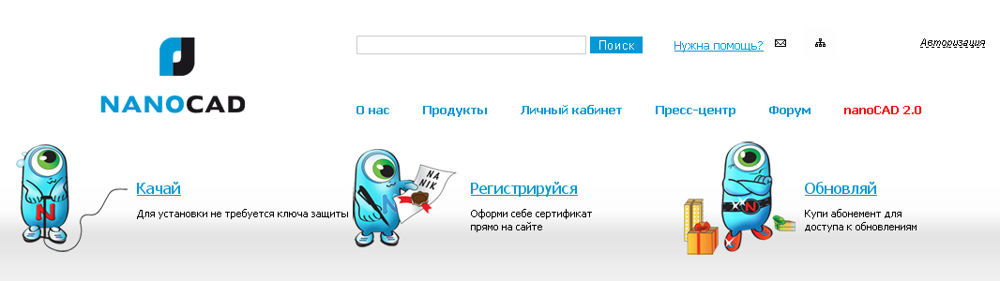 Поиск
Нужна помощь?
Авторизация
NANOCAD
О нас
Продукты
Личный кабинет
Пресс-центр
Форум
nanoCAD 2.0
N
Качай
Для установки не требуется ключа защиты
NA
NIK
N
Регистрируйся
Оформи себе сертификат
прямо на сайте
N
Обновляй
Купи абонемент для
доступа к обновлениям